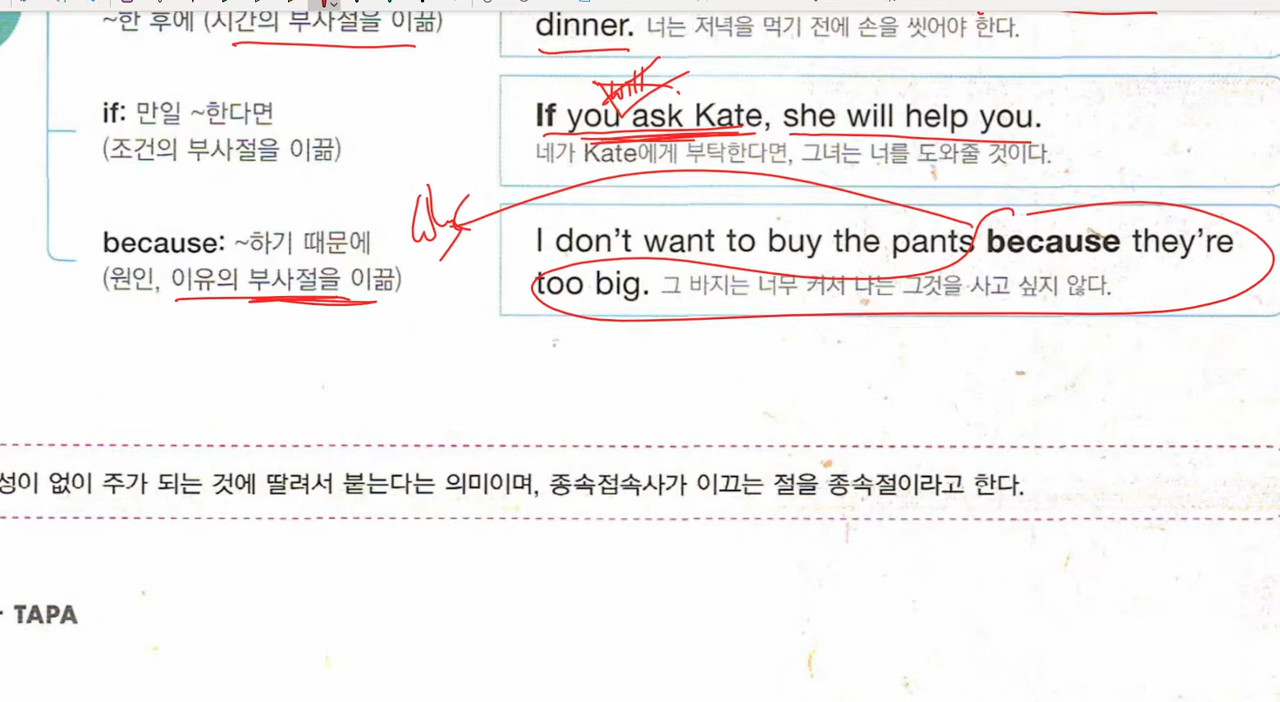 ~한 후에 (시간의 부사절을 이끎)
dinner. 너는 저녁을 먹기 전에 손을 씻어야 한다.
will
if: 만일 ~한다면
(조건의 부사절을 이끎)
If you ask Kate, she will help you.
네가 Kate에게 부탁한다면, 그녀는 너를 도와줄 것이다.
because: ~하기 때문에
(원인, 이유의 부사절을 이끎)
I don't want to buy the pants because they're
too big. 그 바지는 너무 커서 나는 그것을 사고 싶지 않다.
성이 없이 주가 되는 것에 딸려서 붙는다는 의미이며, 종속접속사가 이끄는 절을 종속절이라고 한다.
TAPA